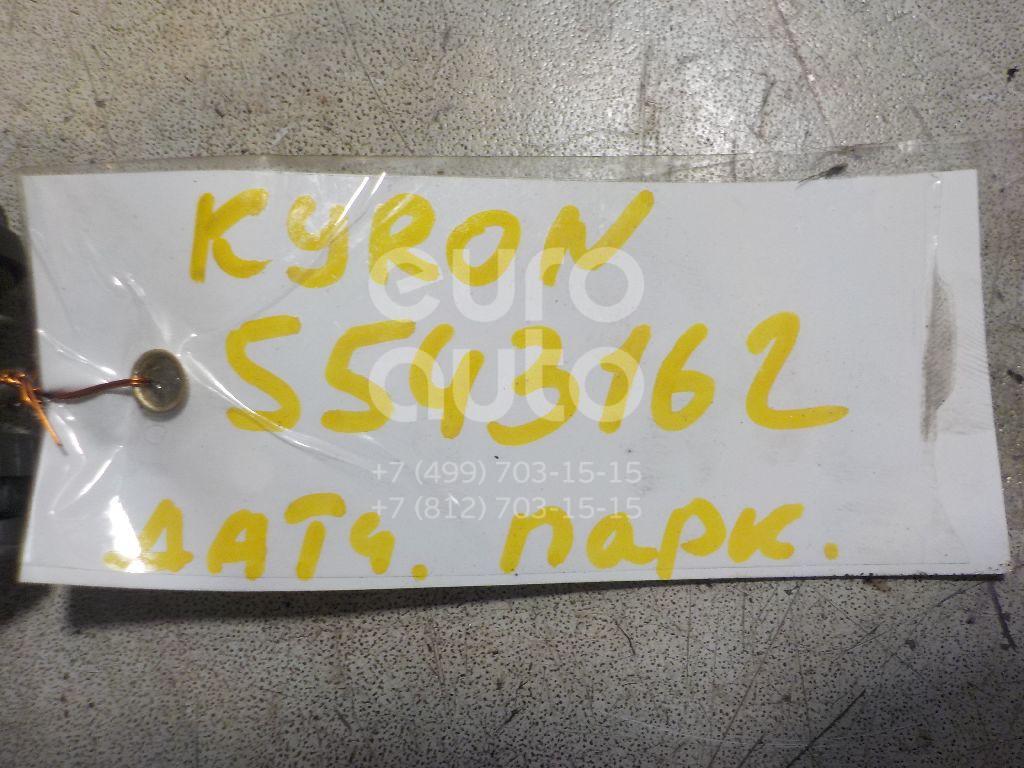 KYRON
euro
5543162
auto
+7 (499) 703-15-15
+7 (812) 703-15-15
ДАТЧ. ПАРК.